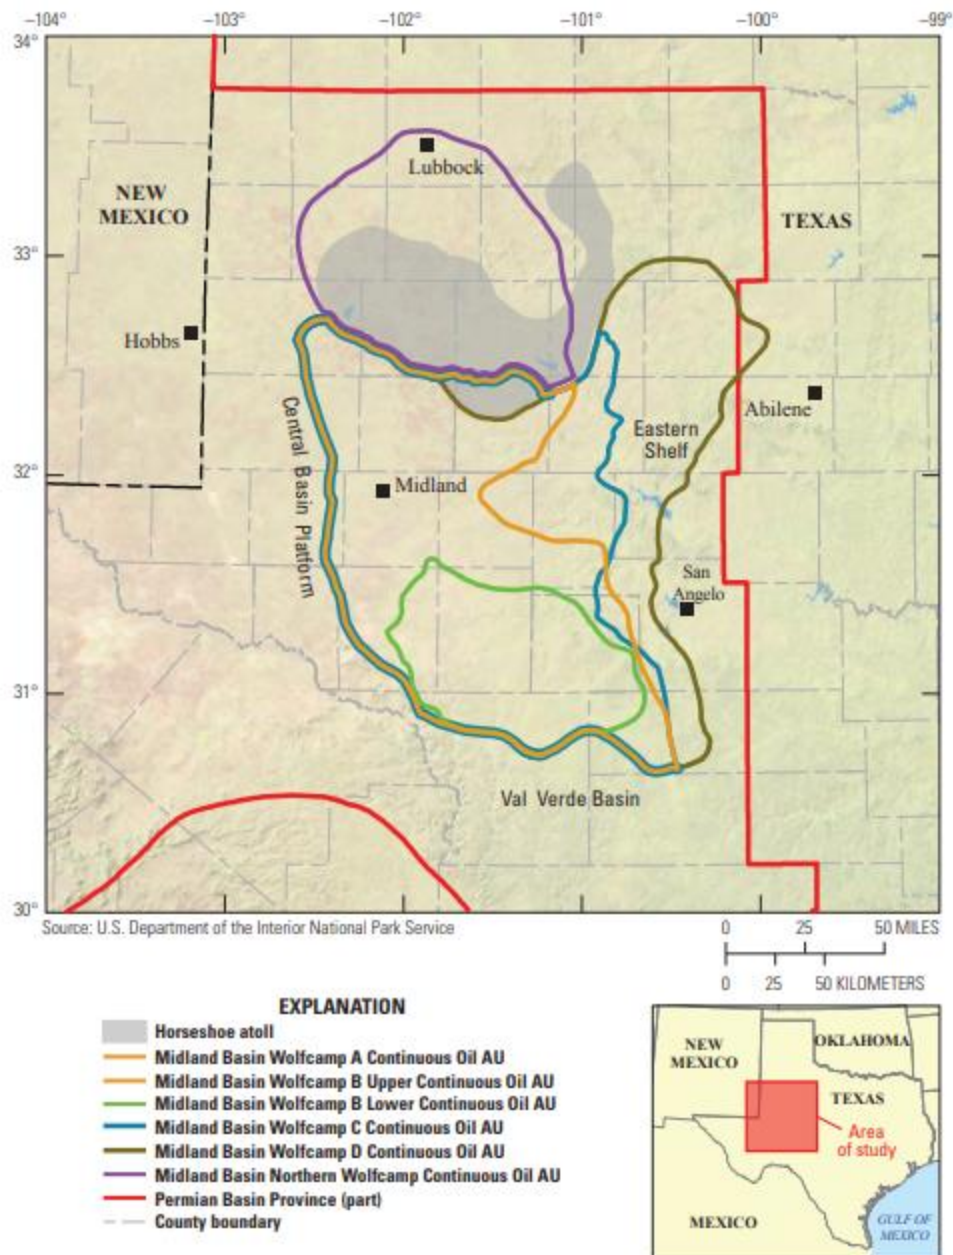 –104°
–103°
–102°
–101°
–100°
–99°
34°
33°
32°
31°
30°
Lubbock
NEW
MEXICO
TEXAS
Hobbs
Abilene
Eastern
Shelf
Central Basin Platform
Midland
San
Angelo
Val Verde Basin
Source: U.S. Department of the Interior National Park Service
0 25 50 MILES
0 25 50 KILOMETERS
EXPLANATION
Horseshoe atoll
Midland Basin Wolfcamp A Continuous Oil AU
Midland Basin Wolfcamp B Upper Continuous Oil AU
Midland Basin Wolfcamp B Lower Continuous Oil AU
Midland Basin Wolfcamp C Continuous Oil AU
Midland Basin Wolfcamp D Continuous Oil AU
Midland Basin Northern Wolfcamp Continuous Oil AU
Permian Basin Province (part)
County boundary
NEW
MEXICO
OKLAHOMA
TEXAS
Area
of study
MEXICO
GULF OF
MEXICO